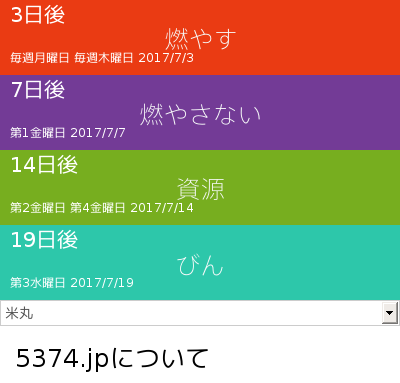 3日後
燃やす
毎週月曜日 毎週木曜日 2017/7/3
7日後
燃やさない
第1金曜日 2017/7/7
14日後
資源
第2金曜日 第4金曜日 2017/7/14
19日後
びん
第3水曜日 2017/7/19
米丸
5374.jpについて